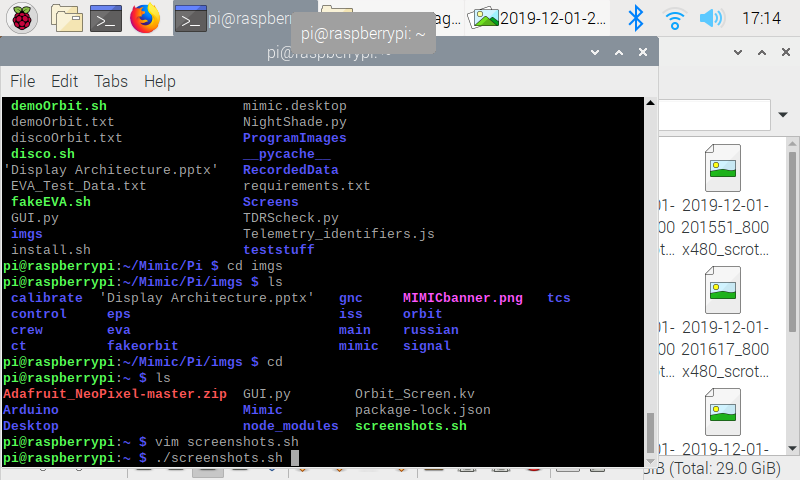 pi@raspberrypi
ag...
2019-12-01-2...
17:14
pi@raspberrypi: ~
pi@raspberrypi: ~
File Edit Tabs Help
demoOrbit.sh mimic.desktop
demoOrbit.txt NightShade.py
discoOrbit.txt ProgramImages
disco.sh __pycache__
'Display Architecture.pptx' RecordedData
EVA_Test_Data.txt requirements.txt
fakeEVA.sh Screens
GUI.py TDRScheck.py
imgs Telemetry_identifiers.js
install.sh teststuff
pi@raspberrypi:~/Mimic/Pi $ cd imgs
pi@raspberrypi:~/Mimic/Pi/imgs $ ls
calibrate 'Display Architecture.pptx' gnc MIMICbanner.png tcs
control eps iss orbit
crew eva main russian
ct fakeorbit mimic signal
pi@raspberrypi:~/Mimic/Pi/imgs $ cd
pi@raspberrypi:~ $ ls
Adafruit_NeoPixel-master.zip GUI.py Orbit_Screen.kv
Arduino Mimic package-lock.json
Desktop node_modules screenshots.sh
pi@raspberrypi:~ $ vim screenshots.sh
pi@raspberrypi:~ $ ./screenshots.sh
01- 2019-12-01-
00 201551_800
t... x480_scrot...
01- 2019-12-01-
00 201617_800
t... x480_scrot...
GiB (Total: 29.0 GiB)